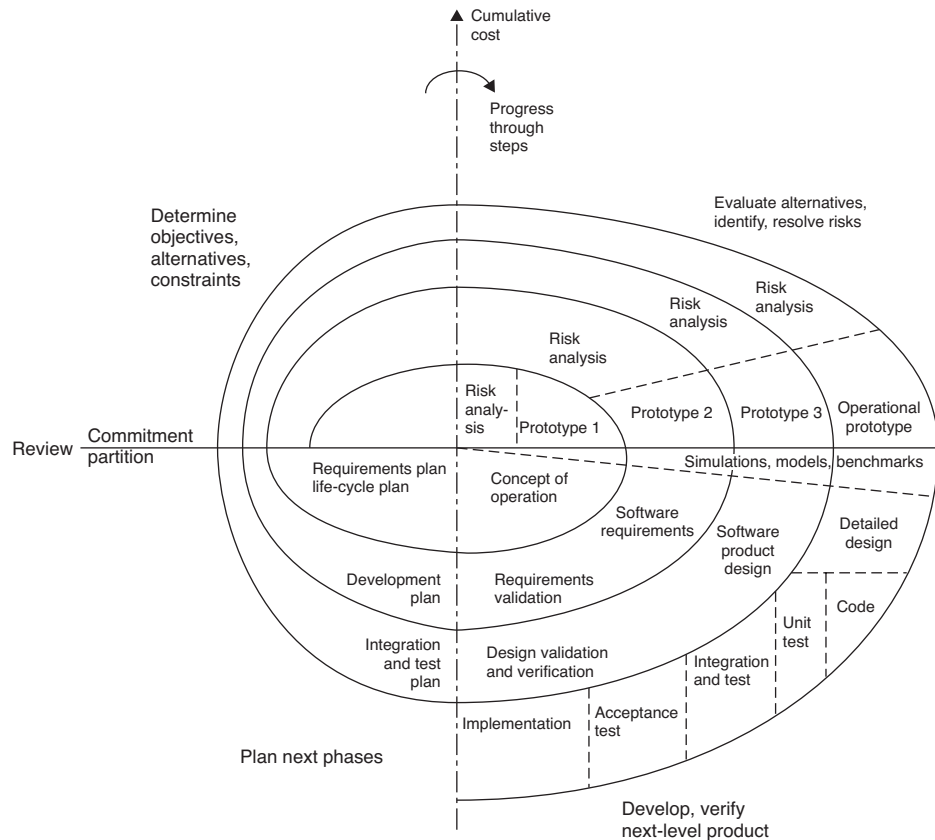 Cumulative
cost
Progress
through
steps
Determine
objectives,
alternatives,
constraints
Evaluate alternatives,
identify, resolve risks
Risk
analysis
Risk
analysis
Risk
analysis
Risk
analy-
sis
Prototype 1
Prototype 2
Prototype 3
Operational
prototype
Review
Commitment
partition
Simulations, models, benchmarks
Requirements plan
life-cycle plan
Concept of
operation
Software
requirements
Software
product
design
Detailed
design
Development
plan
Requirements
validation
Code
Unit
test
Integration
and test
plan
Design validation
and verification
Integration
and test
Implementation
Acceptance
test
Plan next phases
Develop, verify
next-level product